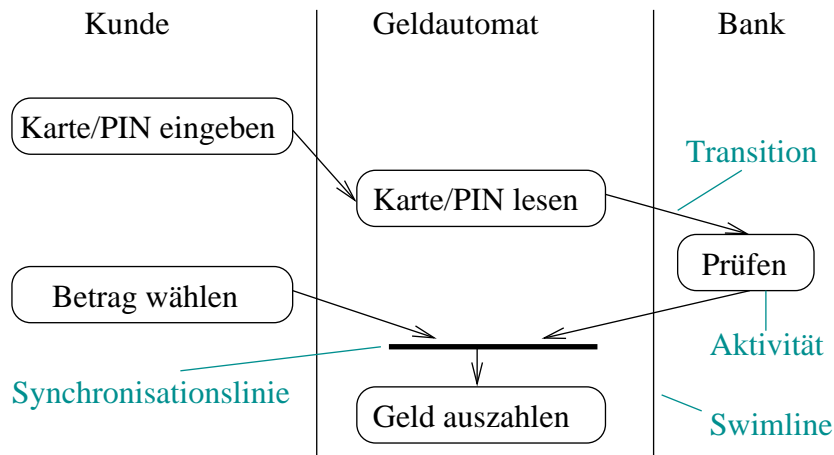 Kunde
Geldautomat
Bank
Karte/PIN eingeben
Transition
Karte/PIN lesen
Prüfen
Betrag wählen
Aktivität
Synchronisationslinie
Geld auszahlen
Swimline